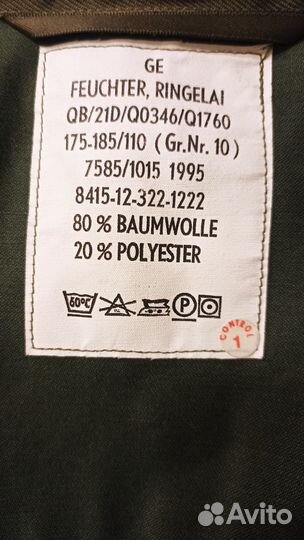 GE
FEUCHTER, RINGELAI
QB/21D/Q0346/Q1760
175-185/110 (Gr.Nr. 10)
7585/1015 1995
8415-12-322-1222
80 % BAUMWOLLE
20 % POLYESTER
60°C P
CONTROL
1
Avito